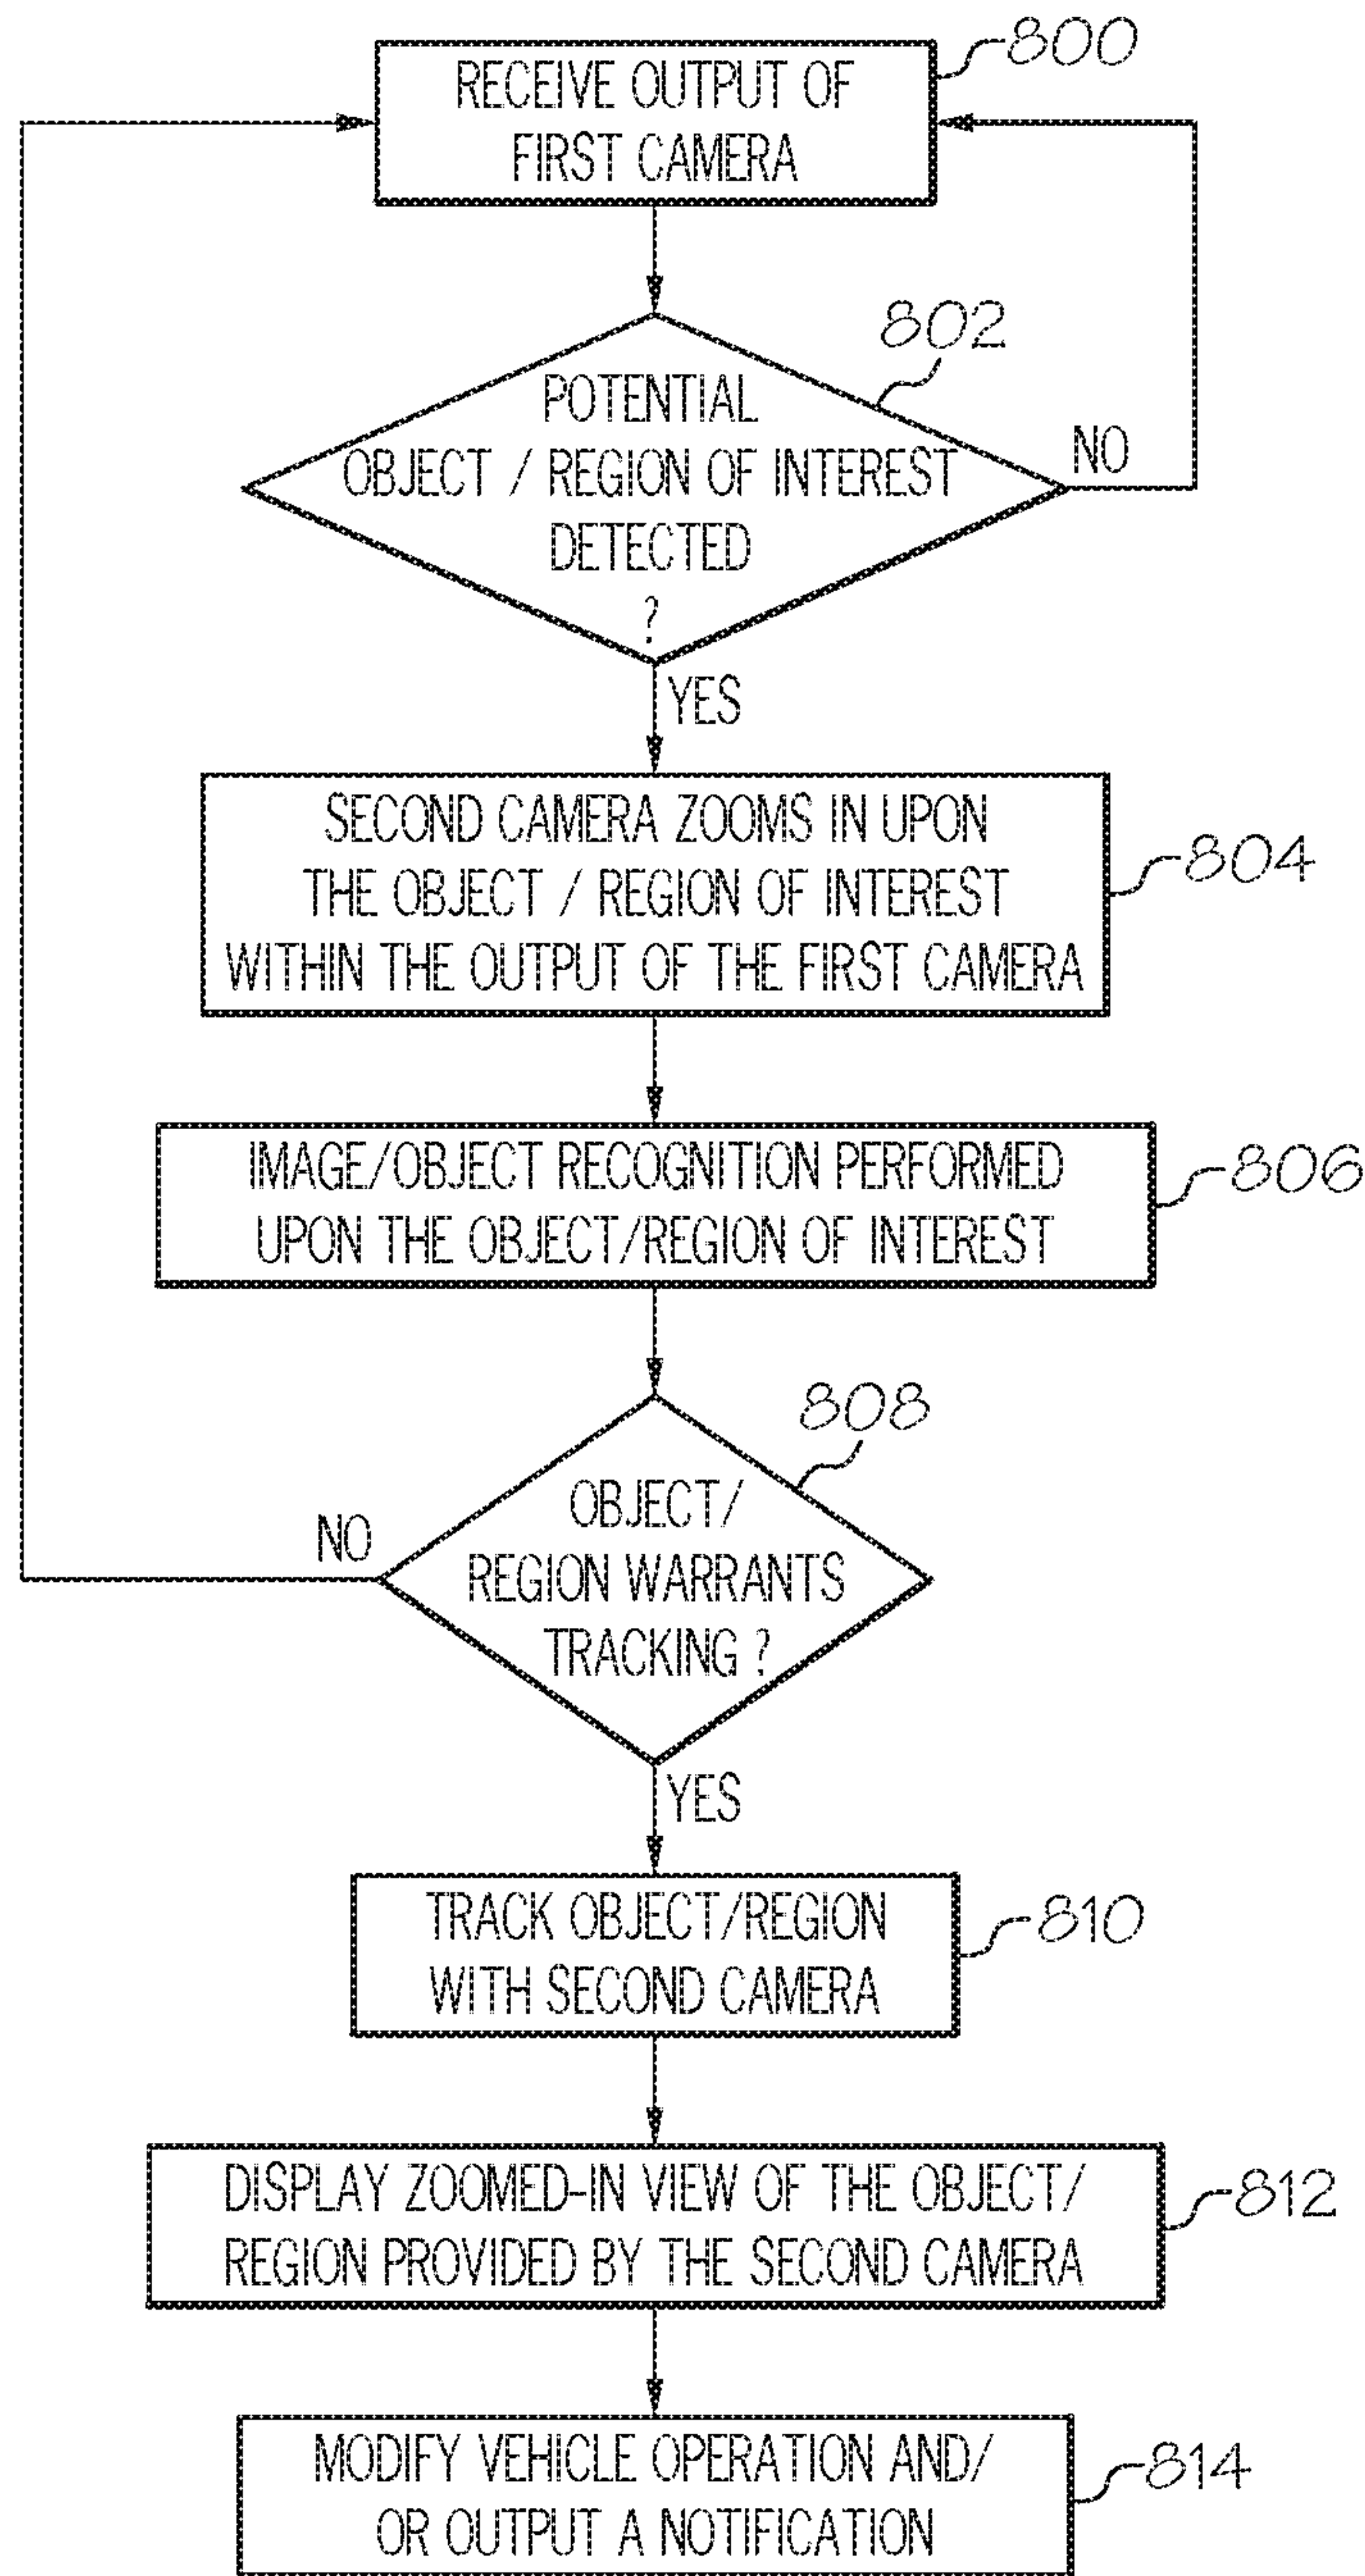 800
RECEIVE OUTPUT OF
FIRST CAMERA
802
POTENTIAL
OBJECT / REGION OF INTEREST
DETECTED
?
NO
YES
SECOND CAMERA ZOOMS IN UPON
THE OBJECT / REGION OF INTEREST
WITHIN THE OUTPUT OF THE FIRST CAMERA
804
IMAGE/OBJECT RECOGNITION PERFORMED
UPON THE OBJECT/REGION OF INTEREST
806
808
OBJECT/
REGION WARRANTS
TRACKING ?
NO
YES
TRACK OBJECT/REGION
WITH SECOND CAMERA
810
DISPLAY ZOOMED-IN VIEW OF THE OBJECT/
REGION PROVIDED BY THE SECOND CAMERA
812
MODIFY VEHICLE OPERATION AND/
OR OUTPUT A NOTIFICATION
814